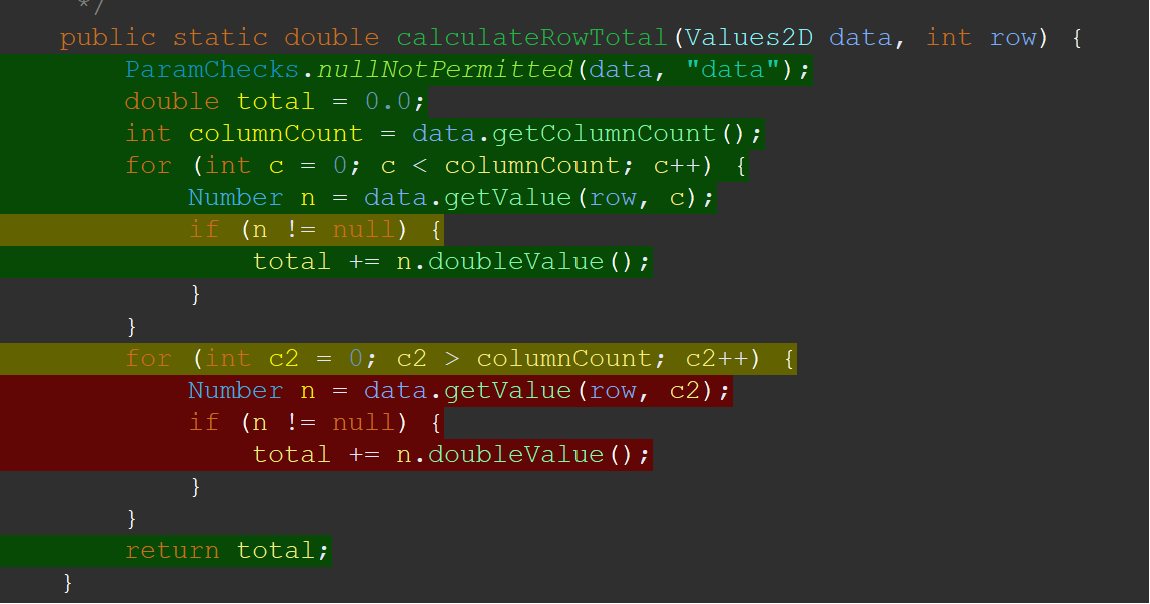 */
public static double calculateRowTotal(Values2D data, int row) {
ParamChecks.nullNotPermitted(data, "data");
double total = 0.0;
int columnCount = data.getColumnCount();
for (int c = 0; c < columnCount; c++) {
Number n = data.getValue(row, c);
if (n != null) {
total += n.doubleValue();
}
}
for (int c2 = 0; c2 > columnCount; c2++) {
Number n = data.getValue(row, c2);
if (n != null) {
total += n.doubleValue();
}
}
return total;
}